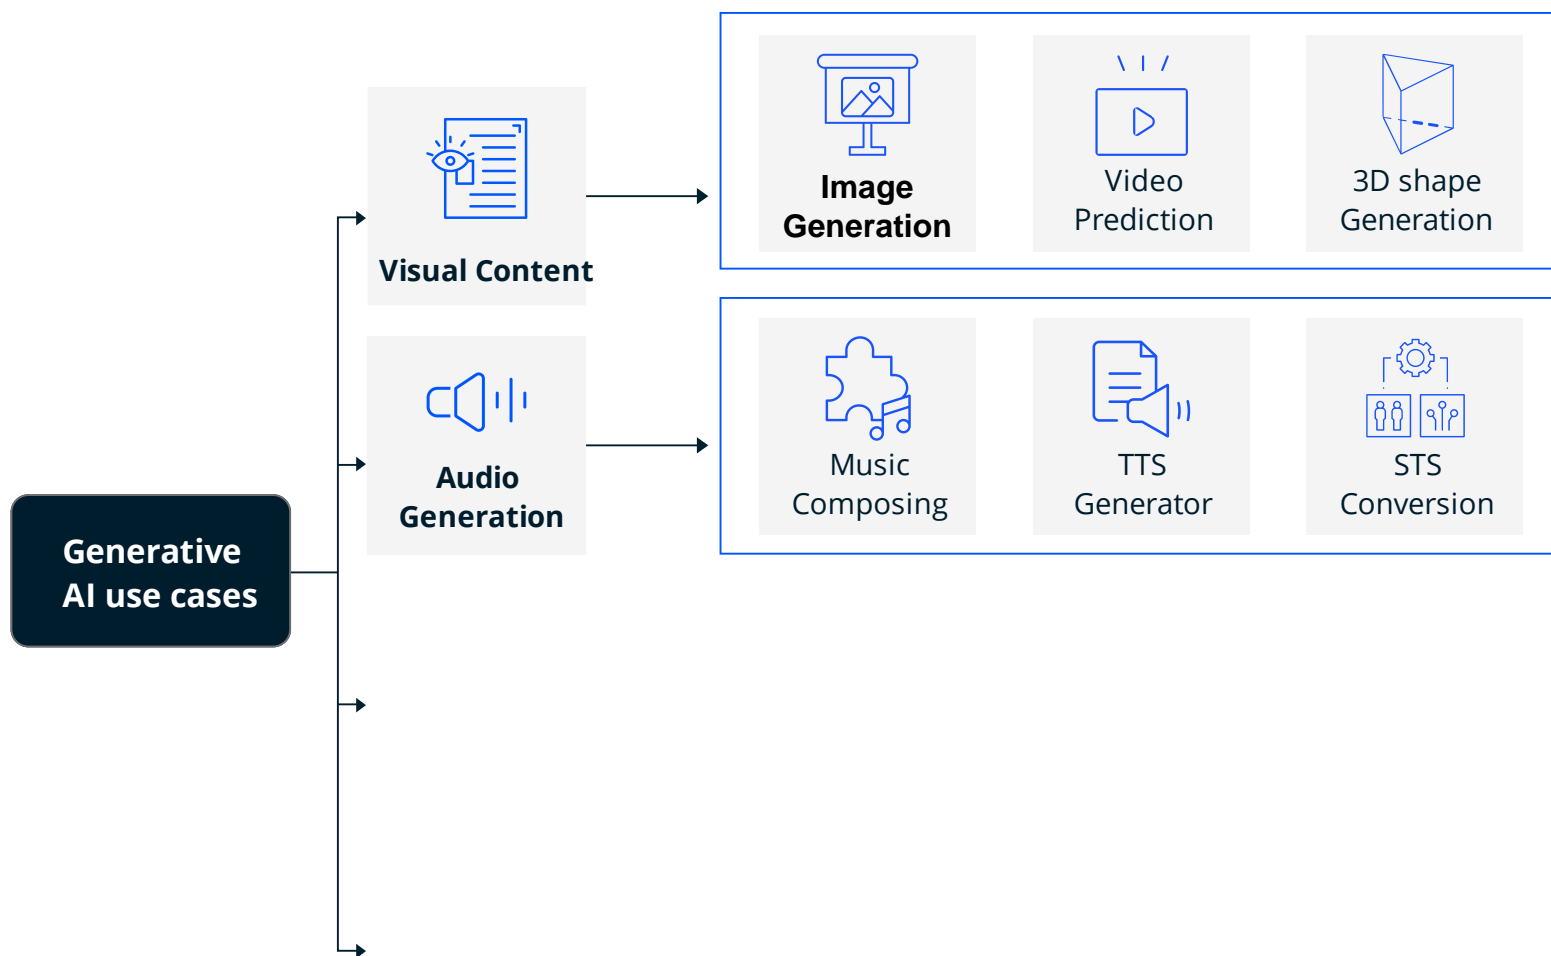 Image
Generation
Video
Prediction
3D shape
Generation
Visual Content
Music
Composing
TTS
Generator
STS
Conversion
Audio
Generation
Generative
AI use cases